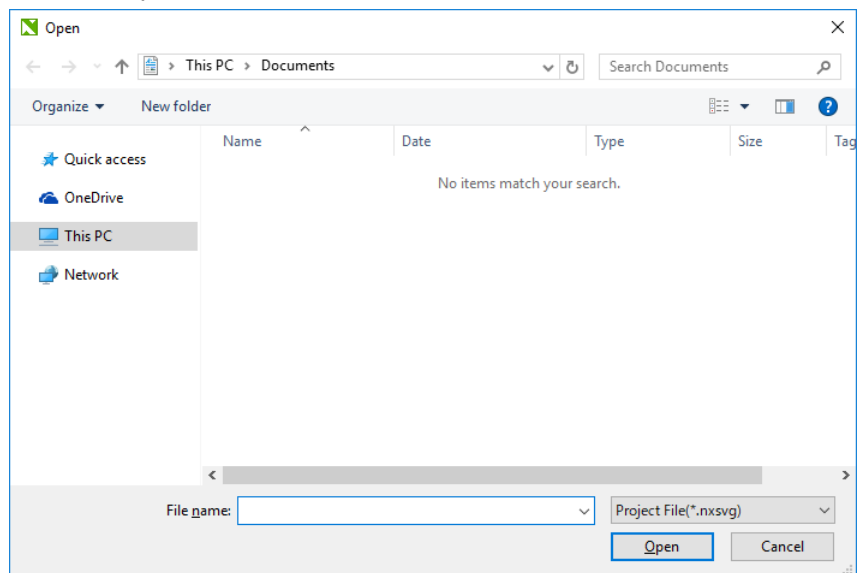 Open
This PC > Documents
Search Documents
Organize
New folder
Name Date Type Size Tag
No items match your search.
Quick access
OneDrive
This PC
Network
File name:
Project File(*.nxsvg)
Open Cancel